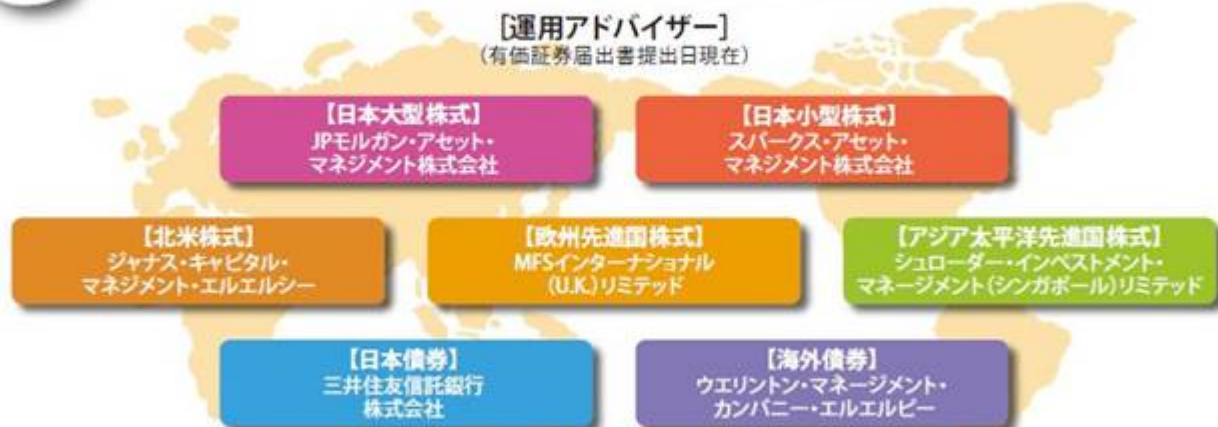 [運用アドバイザー]
(有価証券届出書提出日現在)
【日本大型株式】
JPモルガン・アセット・
マネジメント株式会社
【日本小型株式】
スパークス・アセット・
マネジメント株式会社
【北米株式】
ジャナス・キャピタル・
マネジメント・エルエルシー
【欧州先進国株式】
MFSインターナショナル
(U.K.)リミテッド
【アジア太平洋先進国株式】
シュローダー・インベストメント・
マネージメント(シンガポール)リミテッド
【日本債券】
三井住友信託銀行
株式会社
【海外債券】
ウエリントン・マネージメント・
カンパニー・エルエルピー